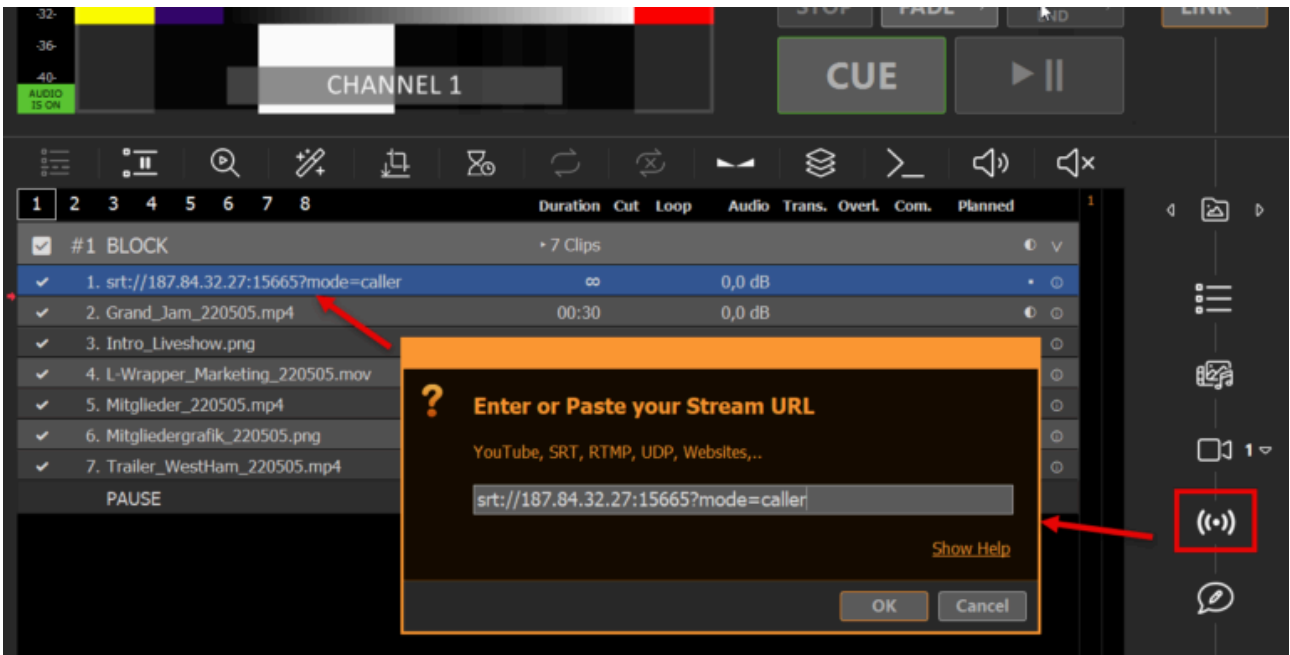 -32-
STOP FADE END LINK
-36-
-40-
AUDIO
IS ON
CHANNEL 1
CUE
1 2 3 4 5 6 7 8 Duration Cut Loop Audio Trans. Overl. Com. Planned 1
#1 BLOCK ‣ 7 Clips
1. srt://187.84.32.27:15665?mode=caller ∞ 0,0 dB
2. Grand_Jam_220505.mp4 00:30 0,0 dB
3. Intro_Liveshow.png
4. L-Wrapper_Marketing_220505.mov
5. Mitglieder_220505.mp4
6. Mitgliedergrafik_220505.png
7. Trailer_WestHam_220505.mp4
PAUSE
?
Enter or Paste your Stream URL
YouTube, SRT, RTMP, UDP, Websites,..
srt://187.84.32.27:15665?mode=caller
Show Help
OK Cancel
1